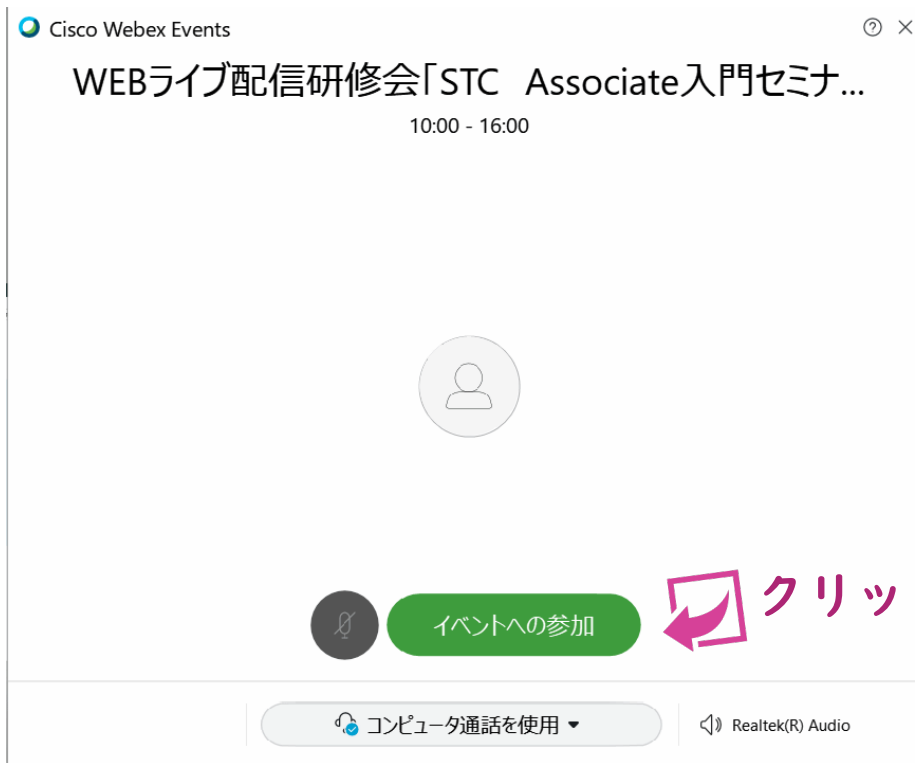 Cisco Webex Events
WEBライブ配信研修会「STC　Associate入門セミナ...
10:00 - 16:00
イベントへの参加
クリッ
コンピュータ通話を使用
Realtek(R) Audio